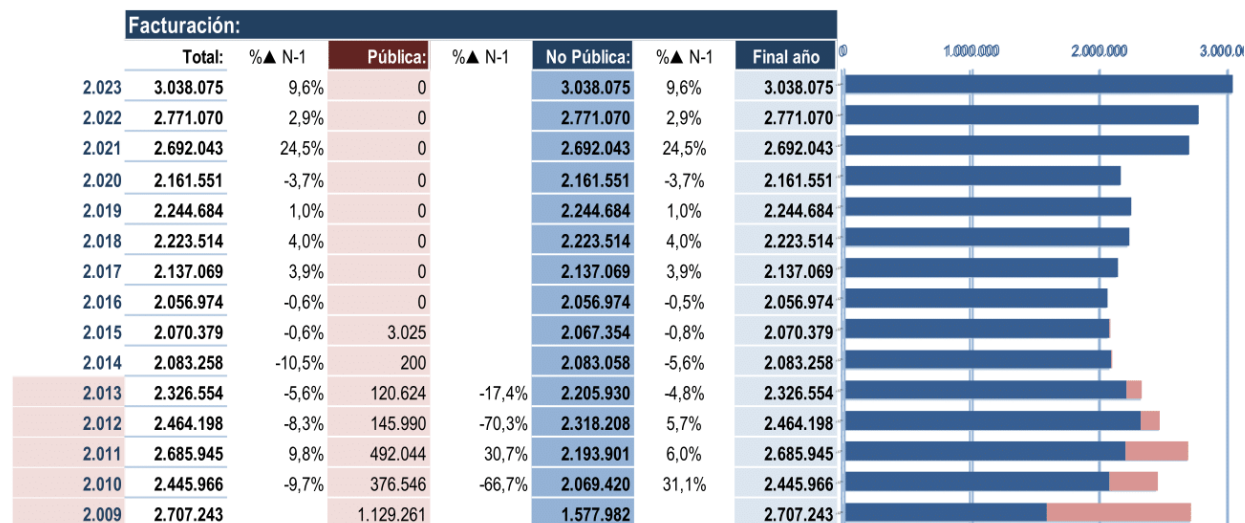 Facturación:
Total: %▲ N-1 Pública: %▲ N-1 No Pública: %▲ N-1 Final año 0 1.000.000 2.000.000 3.000.00
2.023 3.038.075 9,6% 0 3.038.075 9,6% 3.038.075
2.022 2.771.070 2,9% 0 2.771.070 2,9% 2.771.070
2.021 2.692.043 24,5% 0 2.692.043 24,5% 2.692.043
2.020 2.161.551 -3,7% 0 2.161.551 -3,7% 2.161.551
2.019 2.244.684 1,0% 0 2.244.684 1,0% 2.244.684
2.018 2.223.514 4,0% 0 2.223.514 4,0% 2.223.514
2.017 2.137.069 3,9% 0 2.137.069 3,9% 2.137.069
2.016 2.056.974 -0,6% 0 2.056.974 -0,5% 2.056.974
2.015 2.070.379 -0,6% 3.025 2.067.354 -0,8% 2.070.379
2.014 2.083.258 -10,5% 200 2.083.058 -5,6% 2.083.258
2.013 2.326.554 -5,6% 120.624 -17,4% 2.205.930 -4,8% 2.326.554
2.012 2.464.198 -8,3% 145.990 -70,3% 2.318.208 5,7% 2.464.198
2.011 2.685.945 9,8% 492.044 30,7% 2.193.901 6,0% 2.685.945
2.010 2.445.966 -9,7% 376.546 -66,7% 2.069.420 31,1% 2.445.966
2.009 2.707.243 1.129.261 1.577.982 2.707.243